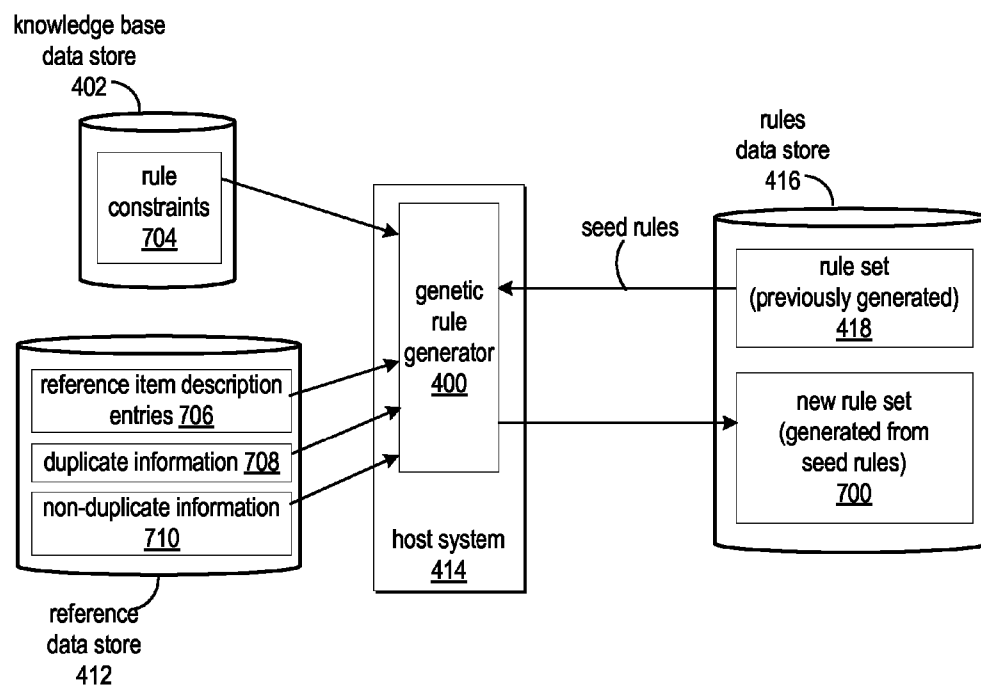 knowledge base
data store
402
rule
constraints
704
reference item description
entries 706
duplicate information 708
non-duplicate information
710
reference
data store
412
genetic
rule
generator
400
host system
414
seed rules
rules
data store
416
rule set
(previously generated)
418
new rule set
(generated from
seed rules)
700